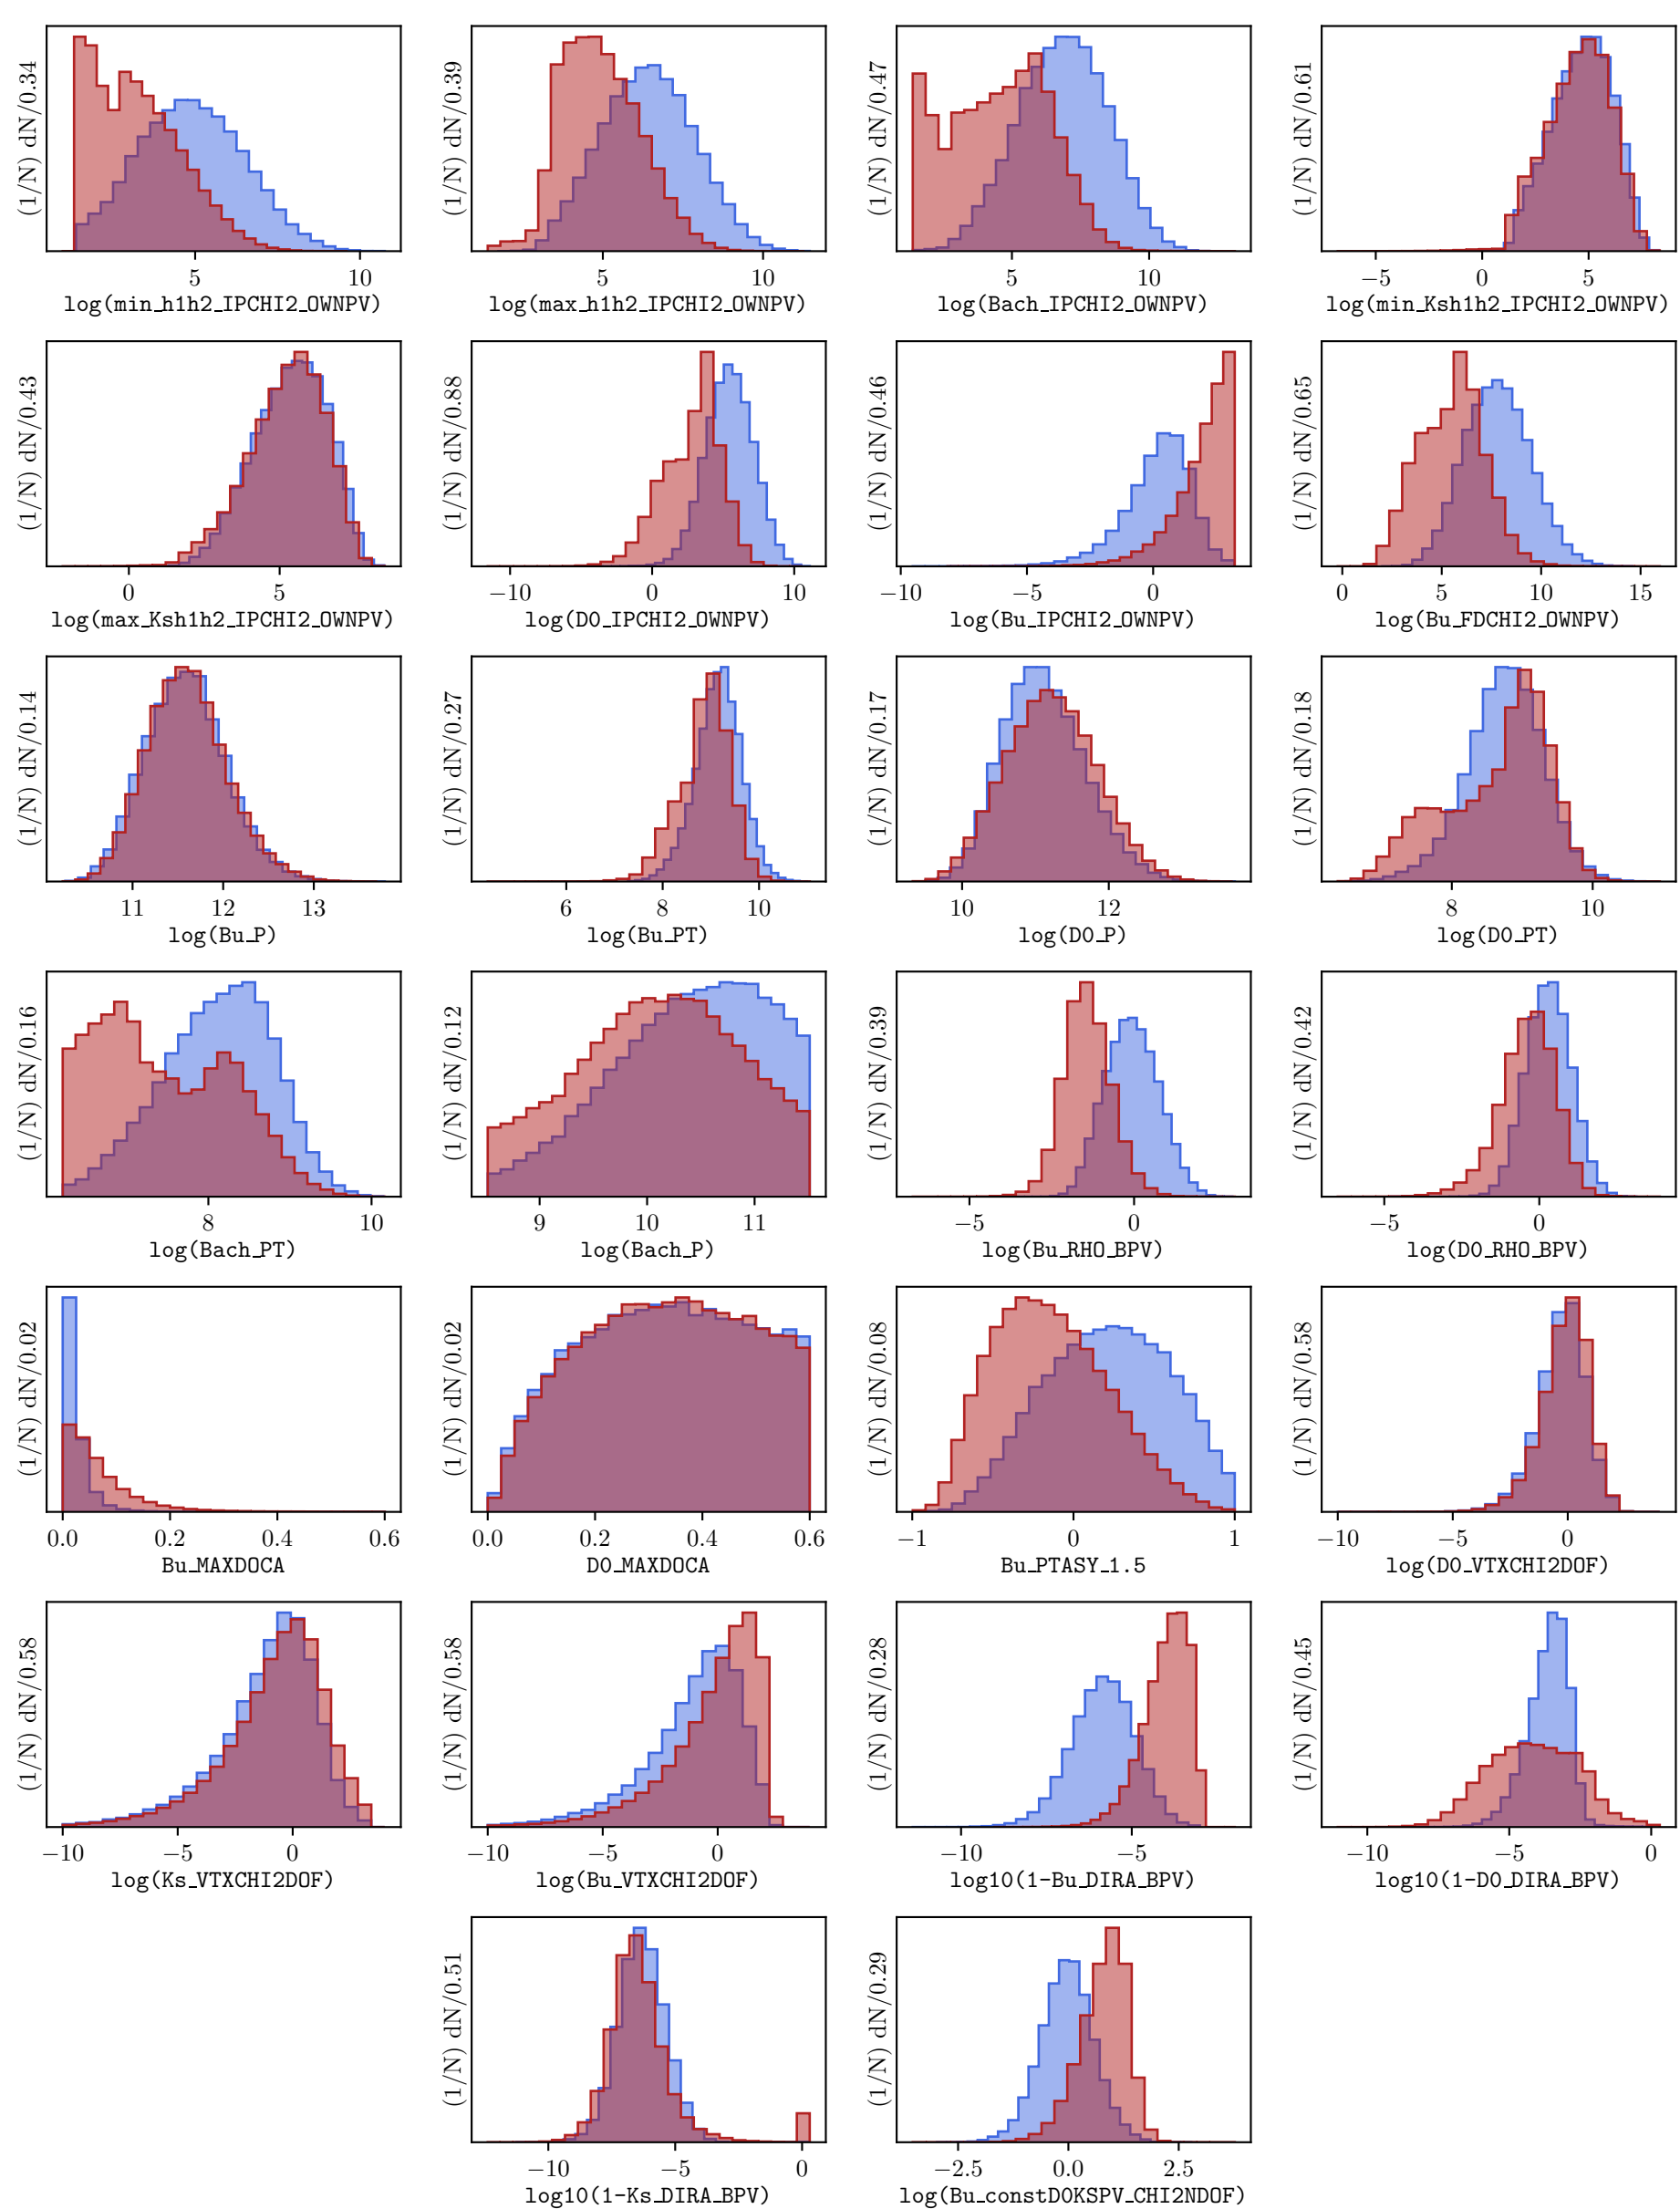 (1/N) dN/0.34
5 10
log(min_h1h2_IPCHI2_OWNPV)
(1/N) dN/0.39
5 10
log(max_h1h2_IPCHI2_OWNPV)
(1/N) dN/0.47
5 10
log(Bach_IPCHI2_OWNPV)
(1/N) dN/0.61
−5 0 5
log(min_Ksh1h2_IPCHI2_OWNPV)
(1/N) dN/0.43
0 5
log(max_Ksh1h2_IPCHI2_OWNPV)
(1/N) dN/0.88
−10 0 10
log(D0_IPCHI2_OWNPV)
(1/N) dN/0.46
−10 −5 0
log(Bu_IPCHI2_OWNPV)
(1/N) dN/0.65
0 5 10 15
log(Bu_FDCHI2_OWNPV)
(1/N) dN/0.14
11 12 13
log(Bu_P)
(1/N) dN/0.27
6 8 10
log(Bu_PT)
(1/N) dN/0.17
10 12
log(D0_P)
(1/N) dN/0.18
8 10
log(D0_PT)
(1/N) dN/0.16
8 10
log(Bach_PT)
(1/N) dN/0.12
9 10 11
log(Bach_P)
(1/N) dN/0.39
−5 0
log(Bu_RHO_BPV)
(1/N) dN/0.42
−5 0
log(D0_RHO_BPV)
(1/N) dN/0.02
0.0 0.2 0.4 0.6
Bu_MAXDOCA
(1/N) dN/0.02
0.0 0.2 0.4 0.6
D0_MAXDOCA
(1/N) dN/0.08
−1 0 1
Bu_PTASY_1.5
(1/N) dN/0.58
−10 −5 0
log(D0_VTXCHI2DOF)
(1/N) dN/0.58
−10 −5 0
log(Ks_VTXCHI2DOF)
(1/N) dN/0.58
−10 −5 0
log(Bu_VTXCHI2DOF)
(1/N) dN/0.28
−10 −5
log10(1-Bu_DIRA_BPV)
(1/N) dN/0.45
−10 −5 0
log10(1-D0_DIRA_BPV)
(1/N) dN/0.51
−10 −5 0
log10(1-Ks_DIRA_BPV)
(1/N) dN/0.29
−2.5 0.0 2.5
log(Bu_constD0KSPV_CHI2NDOF)